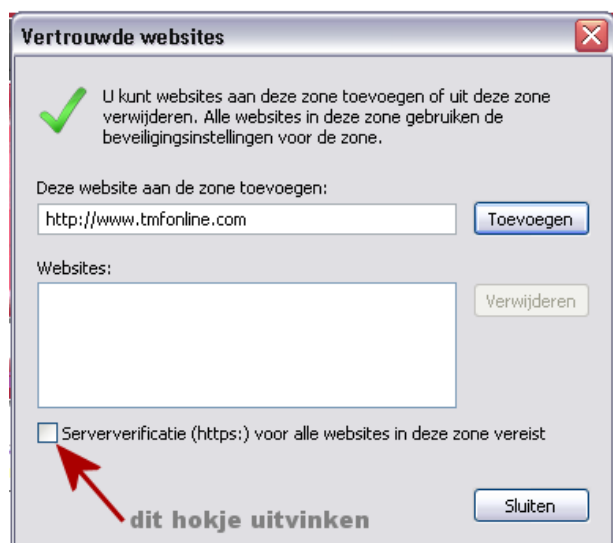 Vertrouwde websites
U kunt websites aan deze zone toevoegen of uit deze zone
verwijderen. Alle websites in deze zone gebruiken de
beveiligingsinstellingen voor de zone.
Deze website aan de zone toevoegen:
http://www.tmfonline.com
Toevoegen
Websites:
Verwijderen
Serververificatie (https:) voor alle websites in deze zone vereist
dit hokje uitvinken
Sluiten